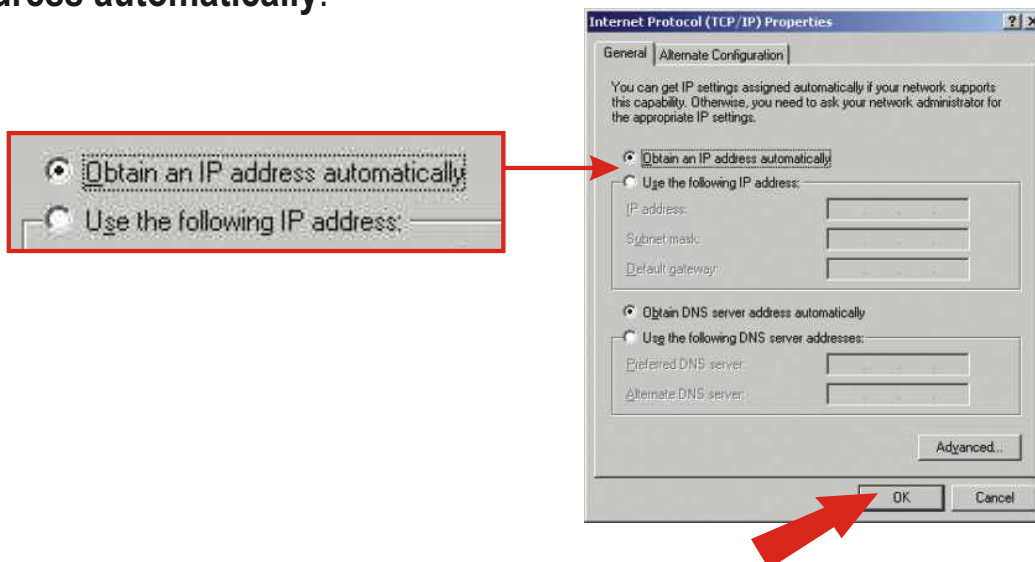 dress automatically.
Obtain an IP address automatically
Use the following IP address:
Internet Protocol (TCP/IP) Properties
General
Alternate Configuration
You can get IP settings assigned automatically if your network supports
this capability. Otherwise, you need to ask your network administrator for
the appropriate IP settings.
Obtain an IP address automatically
Use the following IP address:
IP address:
Subnet mask:
Default gateway:
Obtain DNS server address automatically
Use the following DNS server addresses:
Preferred DNS server:
Alternate DNS server:
Advanced...
OK
Cancel